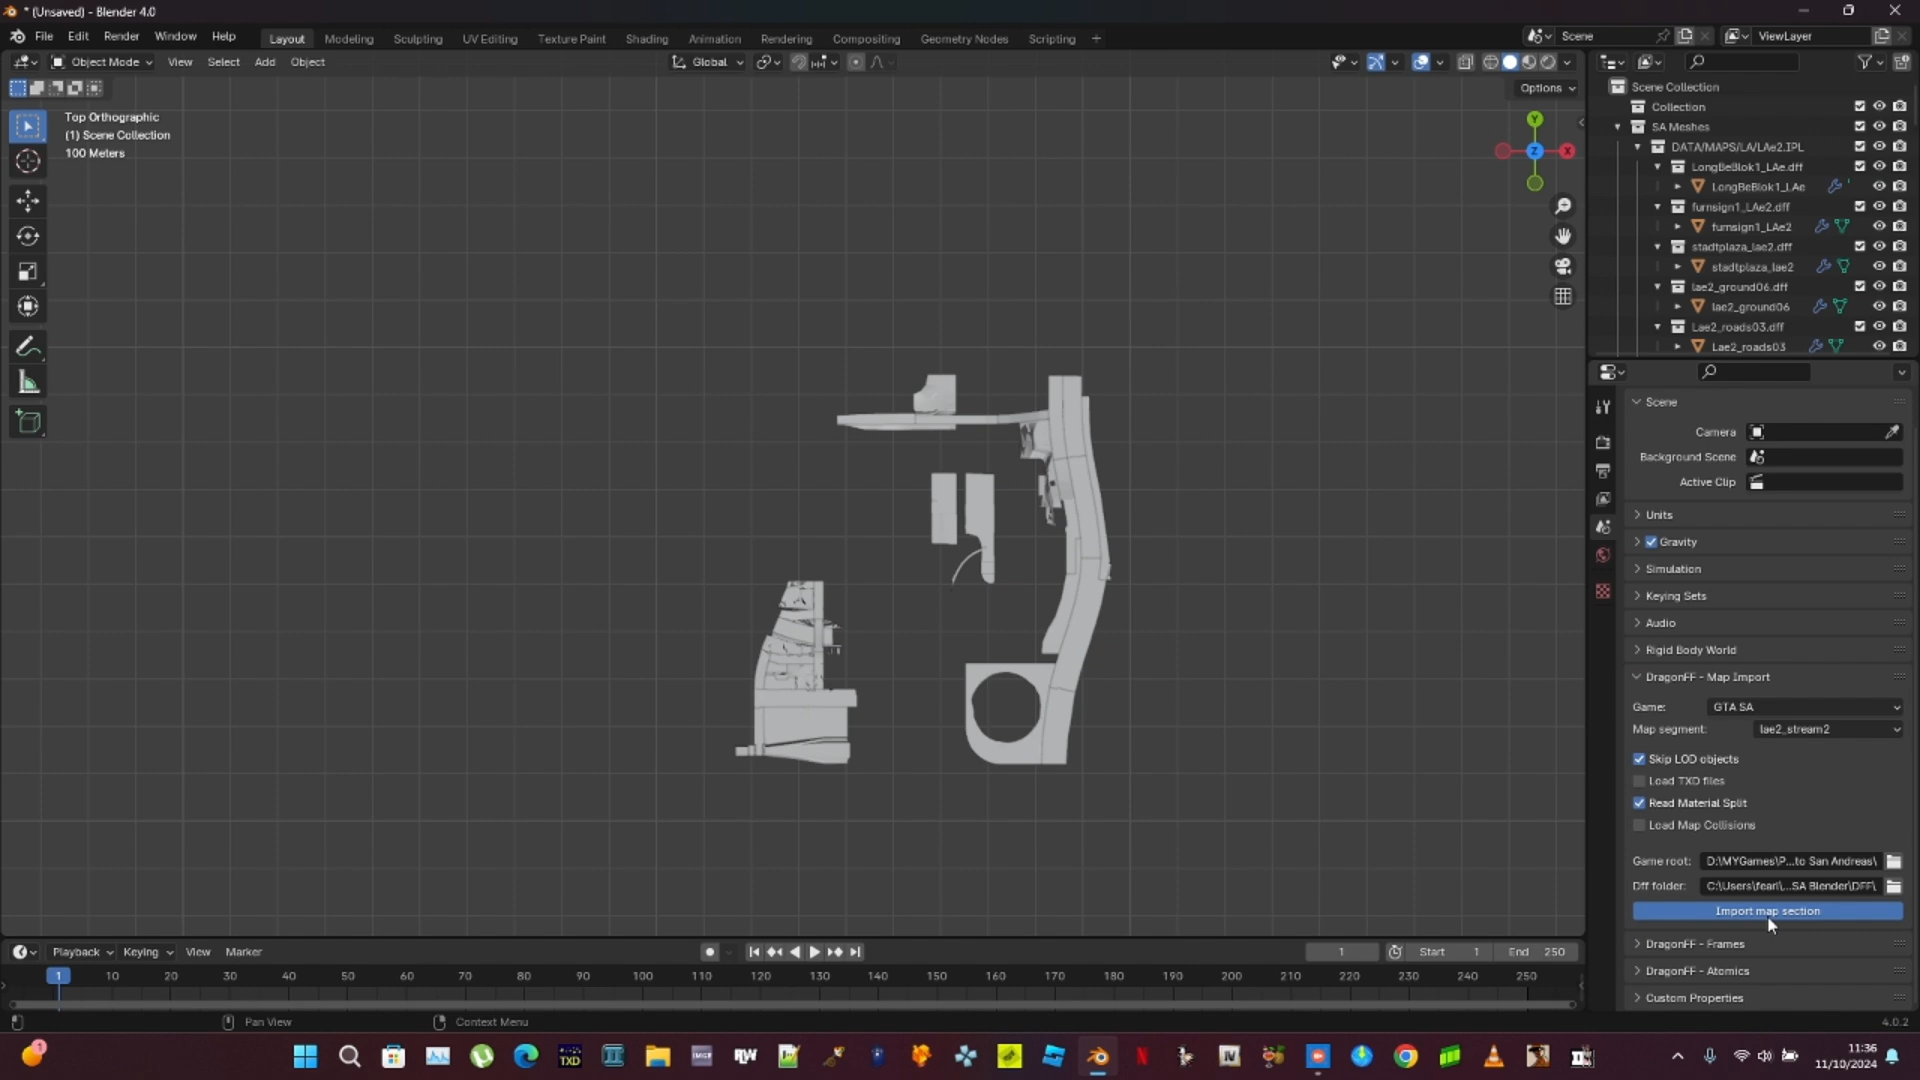 * (Unsaved) - Blender 4.0
File Edit Render Window Help
Layout Modeling Sculpting UV Editing Texture Paint Shading Animation Rendering Compositing Geometry Nodes Scripting +
Scene
ViewLayer
Object Mode View Select Add Object
Global
Options
Top Orthographic
(1) Scene Collection
100 Meters
Y
Z
X
Scene Collection
Collection
SA Meshes
DATA/MAPS/LA/LAe2.IPL
LongBeBlok1_LAe.dff
LongBeBlok1_LAe
furnsign1_LAe2.dff
furnsign1_LAe2
stadtplaza_lae2.dff
stadtplaza_lae2
lae2_ground06.dff
lae2_ground06
Lae2_roads03.dff
Lae2_roads03
Scene
Camera
Background Scene
Active Clip
Units
Gravity
Simulation
Keying Sets
Audio
Rigid Body World
DragonFF - Map Import
Game: GTA SA
Map segment: lae2_stream2
Skip LOD objects
Load TXD files
Read Material Split
Load Map Collisions
Game root: D:\MYGames\P...to San Andreas\
Dff folder: C:\Users\fearl\...SA Blender\DFF\
Import map section
DragonFF - Frames
DragonFF - Atomics
Custom Properties
Playback Keying View Marker
1 Start 1 End 250
1 10 20 30 40 50 60 70 80 90 100 110 120 130 140 150 160 170 180 190 200 210 220 230 240 250
Pan View
Context Menu
4.0.2
1
TXD
IMGF
RW
IV
11:36
11/10/2024